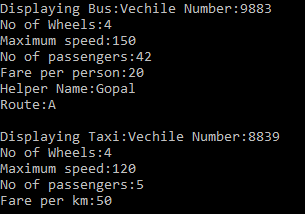 Displaying Bus:Vechile Number:9883
No of Wheels:4
Maximum speed:150
No of passengers:42
Fare per person:20
Helper Name:Gopal
Route:A

Displaying Taxi:Vechile Number:8839
No of Wheels:4
Maximum speed:120
No of passengers:5
Fare per km:50